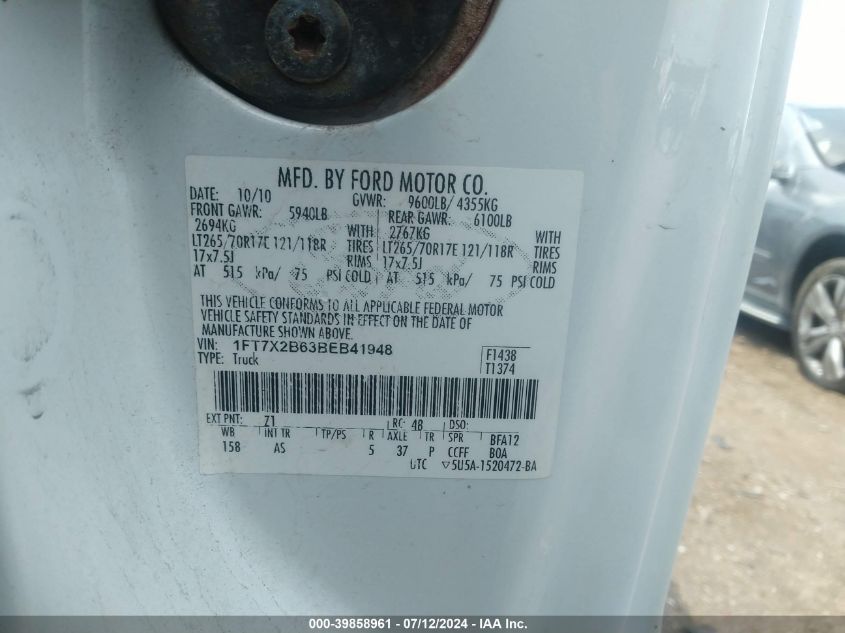 MFD. BY FORD MOTOR CO.
DATE: 10/10 GVWR: 9600LB/ 4355KG
FRONT GAWR: 5940LB REAR GAWR: 6100LB
2694KG WITH 2767KG WITH
LT265/70R17E 121/118R TIRES LT265/70R17E 121/118R TIRES
17x7.5J RIMS 17x7.5J RIMS
AT 515 kPa/ 75 PSI COLD AT 515 kPa/ 75 PSI COLD
THIS VEHICLE CONFORMS TO ALL APPLICABLE FEDERAL MOTOR
VEHICLE SAFETY STANDARDS IN EFFECT ON THE DATE OF
MANUFACTURE SHOWN ABOVE.
VIN: 1FT7X2B63BEB41948 F1438
TYPE: Truck T1374
EXT PNT: Z1 RC: 48 DSO:
WB INT TR TP/PS R AXLE TR SPR BFA12
158 AS 5 37 P CCFF BOA
UTC ▽5U5A-1520472-BA
000-39858961 - 07/12/2024 - IAAI.COM